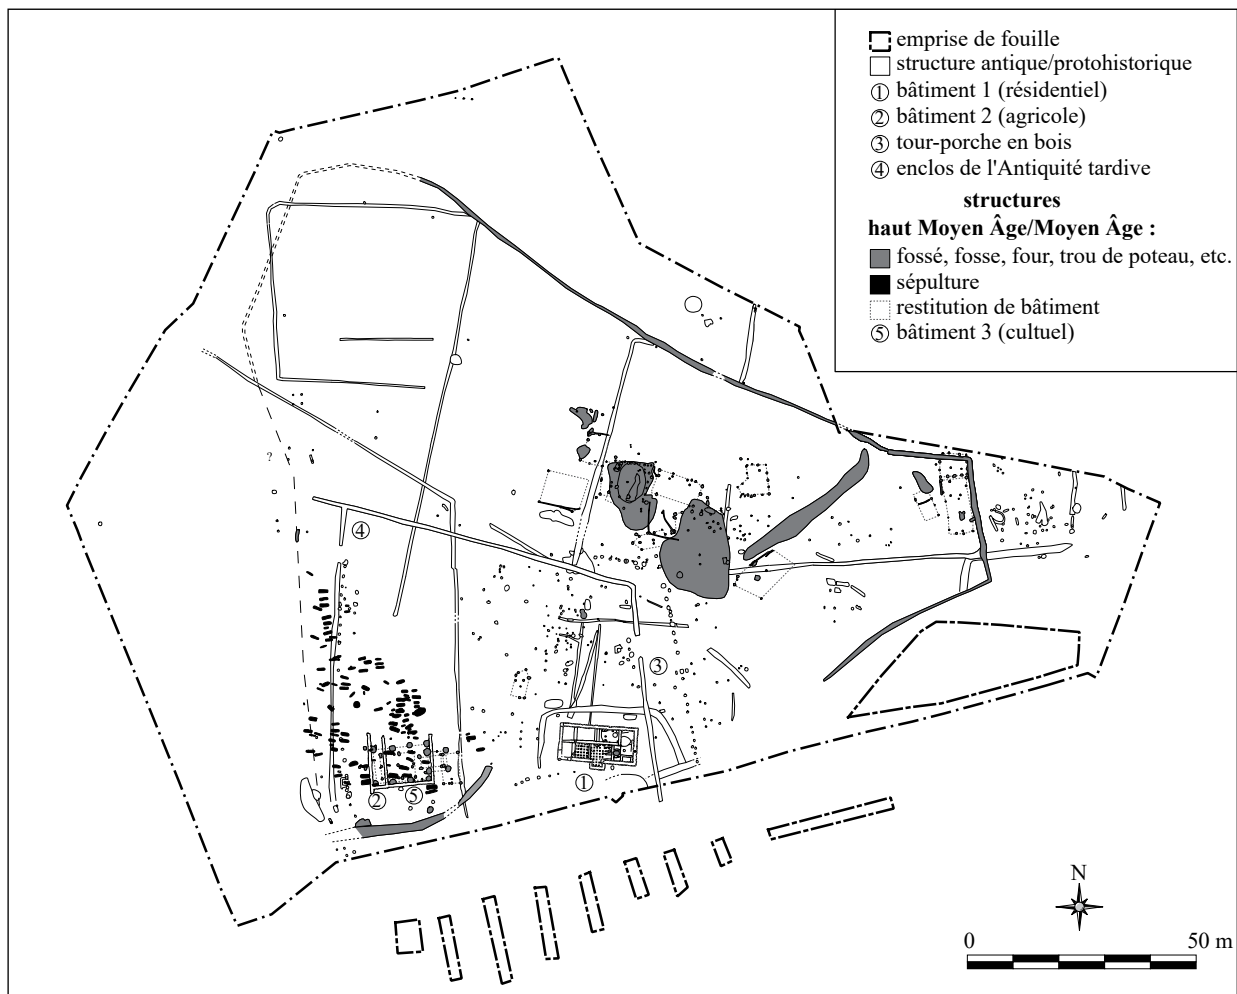 emprise de fouille
structure antique/protohistorique
① bâtiment 1 (résidentiel)
② bâtiment 2 (agricole)
③ tour-porche en bois
④ enclos de l'Antiquité tardive
structures
haut Moyen Âge/Moyen Âge :
fossé, fosse, four, trou de poteau, etc.
sépulture
restitution de bâtiment
⑤ bâtiment 3 (cultuel)
?
④
③
①
② ⑤
N
0 50 m